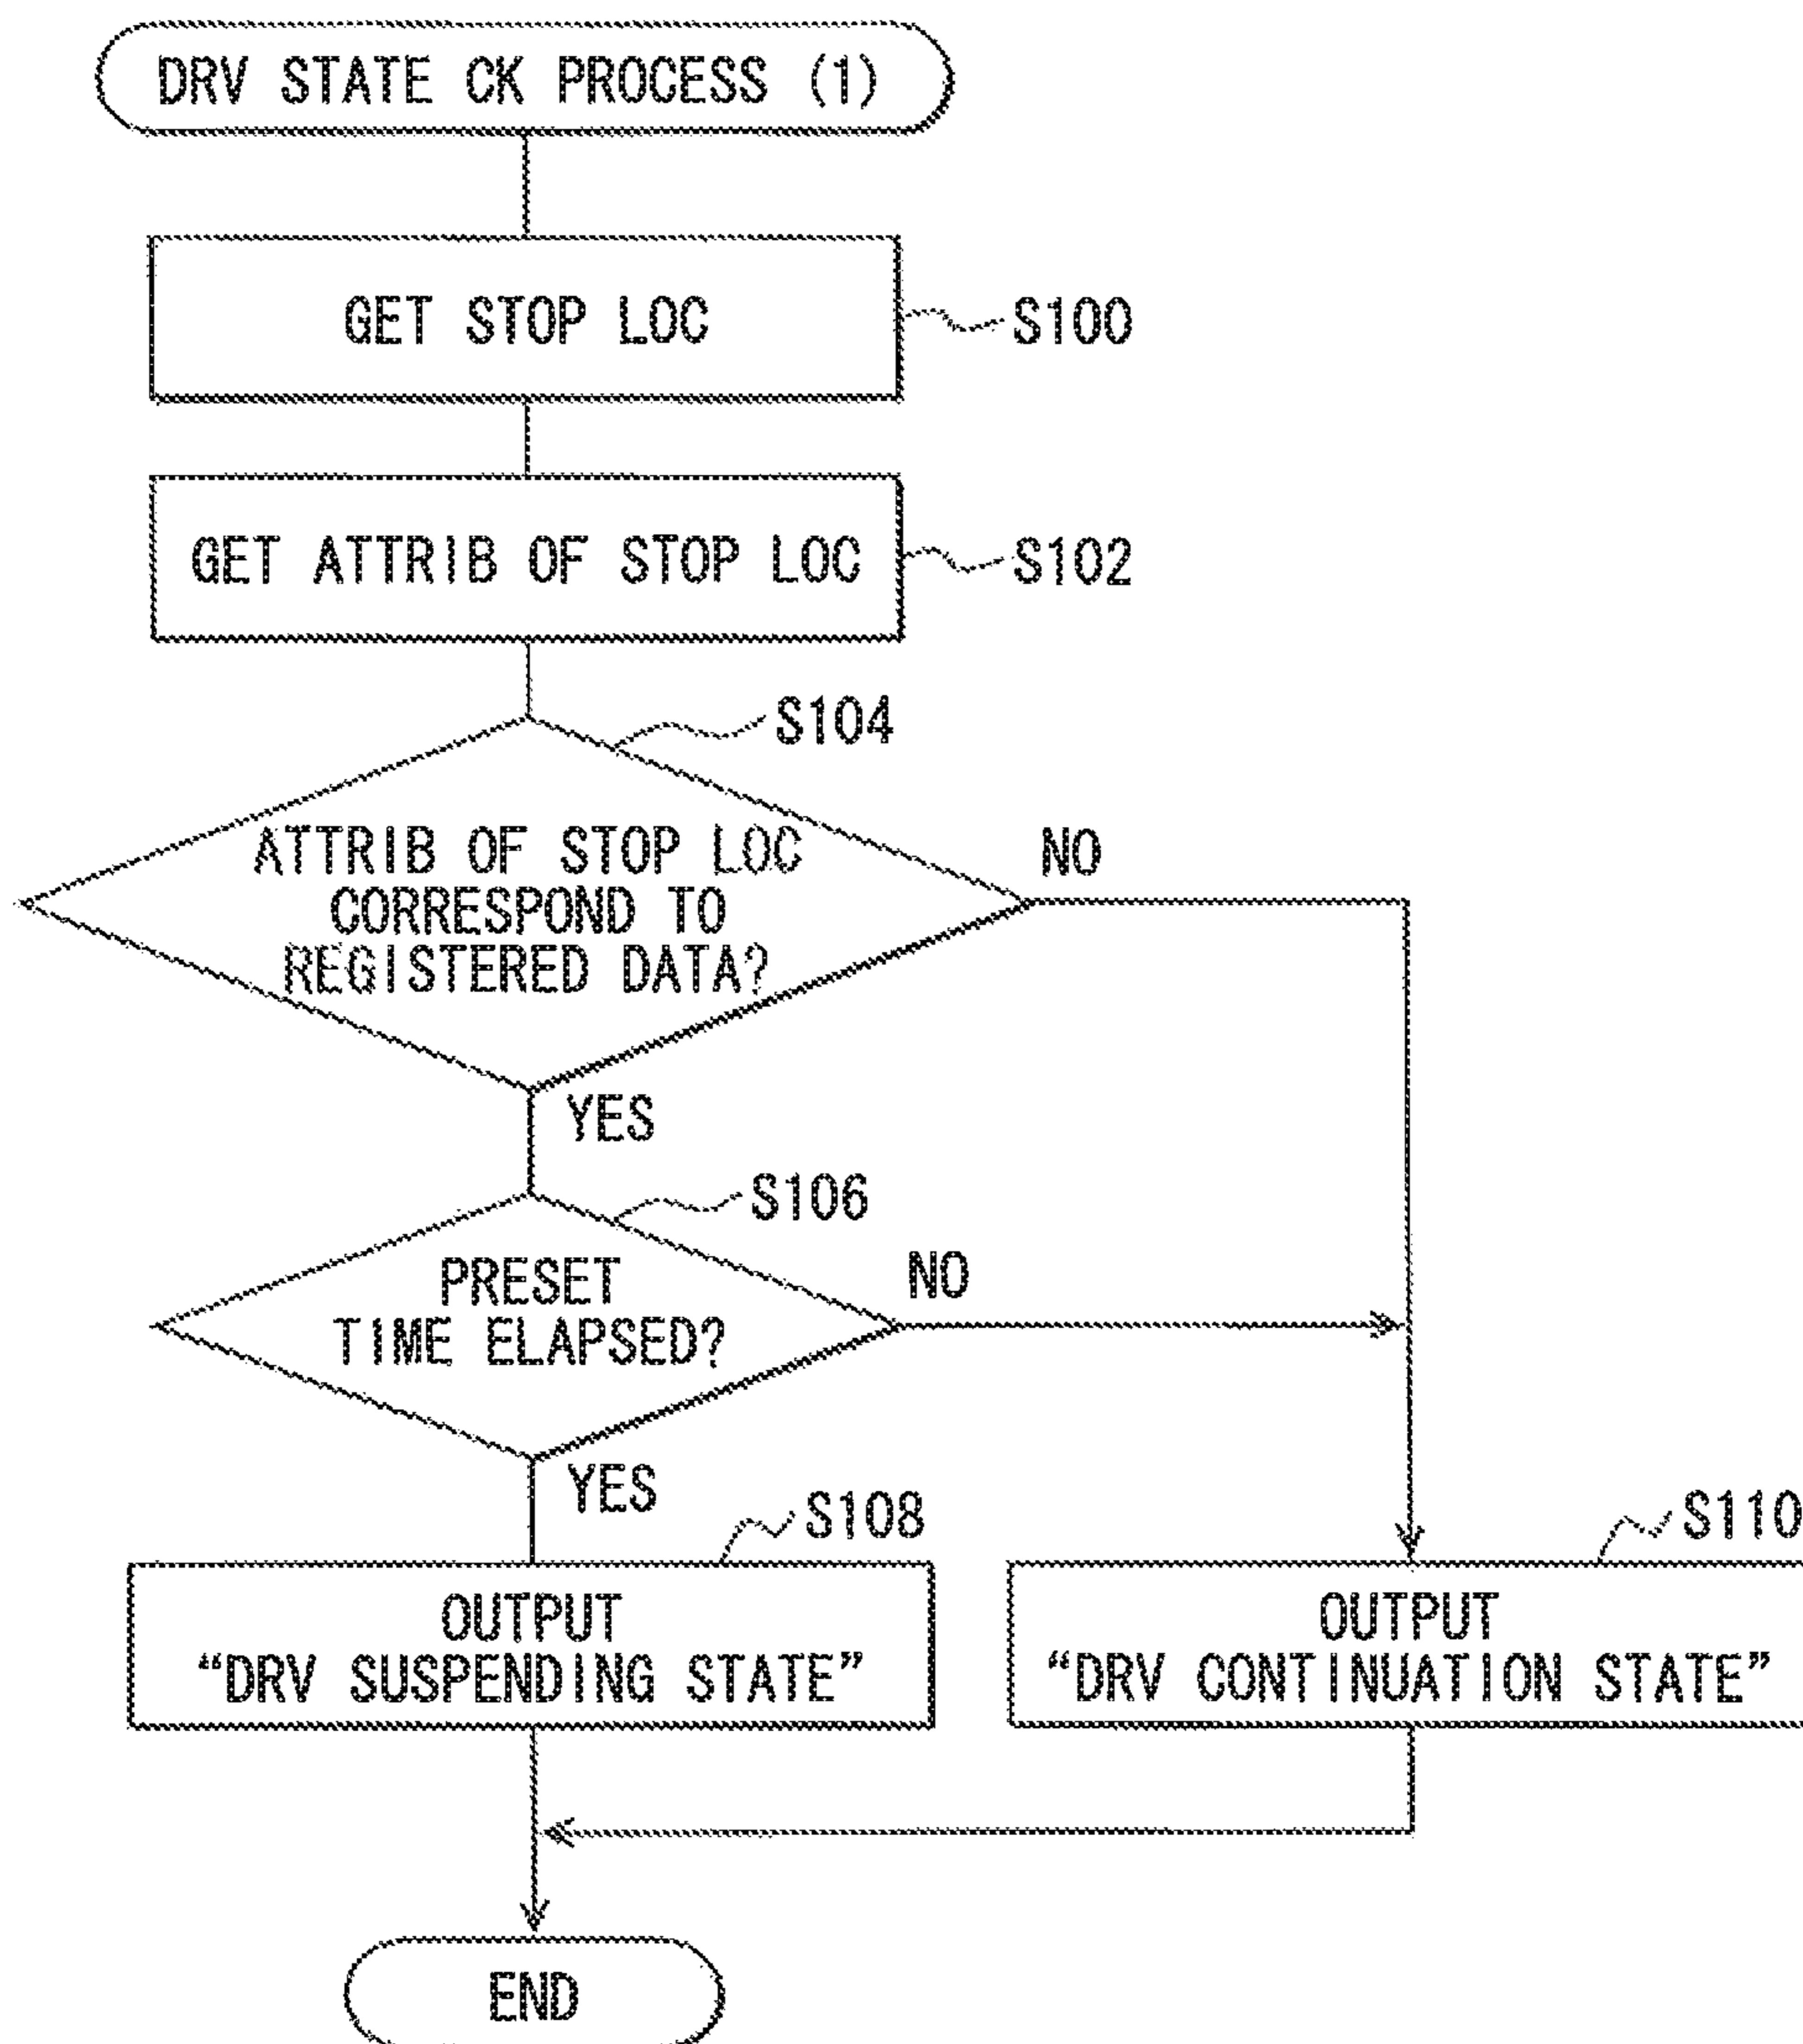 DRV STATE CK PROCESS (1)
GET STOP LOC
S100
GET ATTRIB OF STOP LOC
S102
S104
ATTRIB OF STOP LOC
CORRESPOND TO
REGISTERED DATA?
NO
YES
S106
PRESET
TIME ELAPSED?
NO
YES
S108
OUTPUT
“DRV SUSPENDING STATE”
S110
OUTPUT
“DRV CONTINUATION STATE”
END